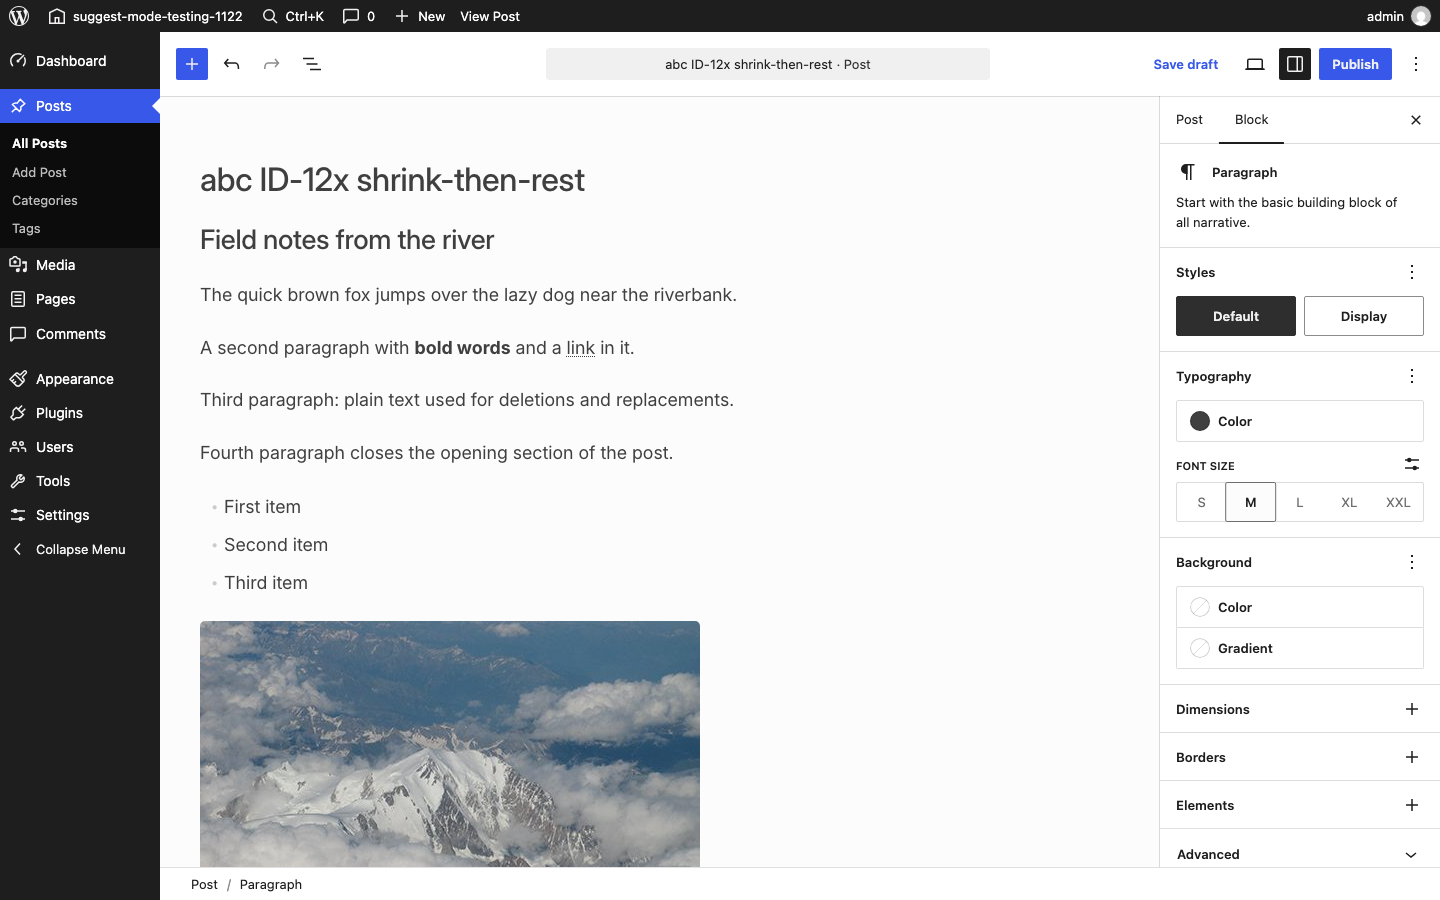 suggest-mode-testing-1122 Ctrl+K 0 New View Post admin
Dashboard
Posts
All Posts
Add Post
Categories
Tags
Media
Pages
Comments
Appearance
Plugins
Users
Tools
Settings
Collapse Menu
abc ID-12x shrink-then-rest · Post
Save draft
Publish
abc ID-12x shrink-then-rest
Field notes from the river
The quick brown fox jumps over the lazy dog near the riverbank.
A second paragraph with bold words and a link in it.
Third paragraph: plain text used for deletions and replacements.
Fourth paragraph closes the opening section of the post.
• First item
• Second item
• Third item
Post Block
Paragraph
Start with the basic building block of
all narrative.
Styles
Default Display
Typography
Color
FONT SIZE
S M L XL XXL
Background
Color
Gradient
Dimensions
Borders
Elements
Advanced
Post / Paragraph